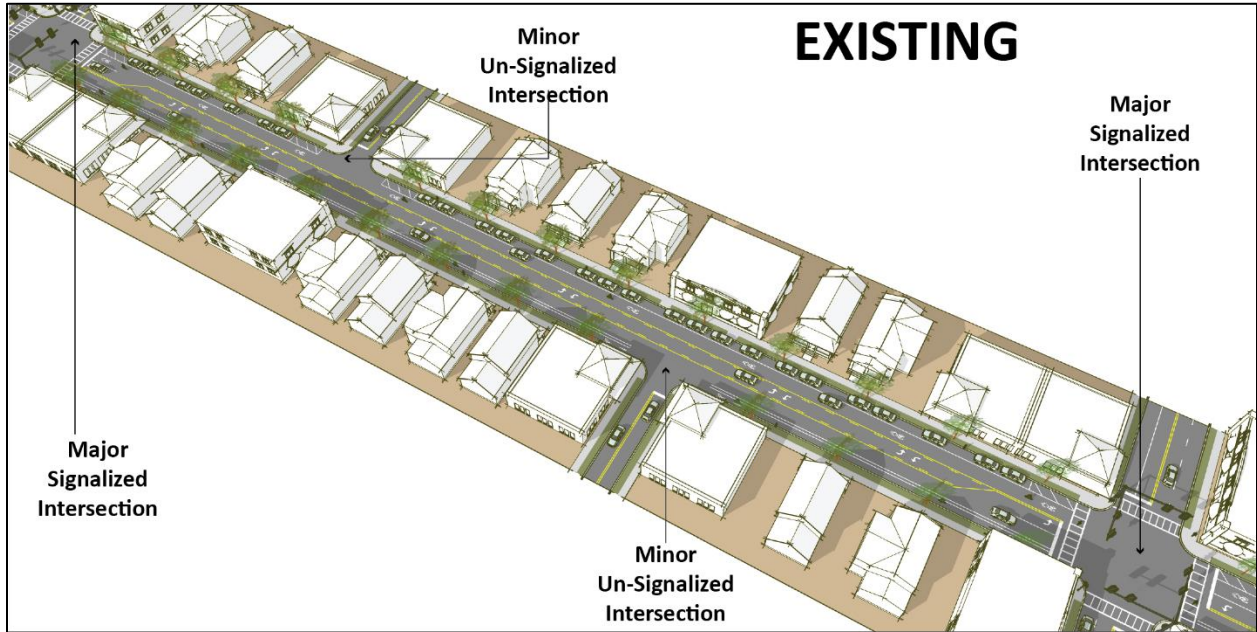 EXISTING
Minor
Un-Signalized
Intersection
Major
Signalized
Intersection
Major
Signalized
Intersection
Minor
Un-Signalized
Intersection